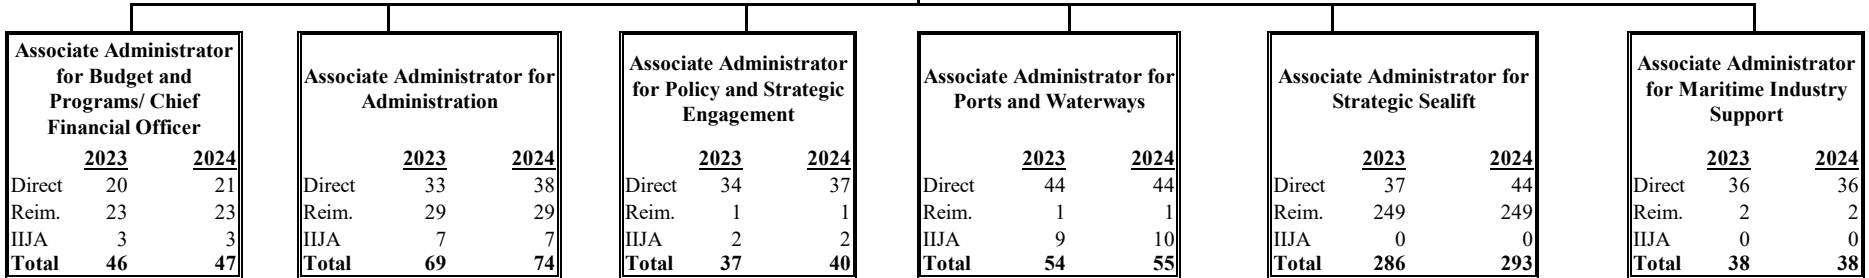 Associate Administrator
for Budget and
Programs/ Chief
Financial Officer
2023 2024
Direct 20 21
Reim. 23 23
IIJA 3 3
Total 46 47
Associate Administrator for
Administration
2023 2024
Direct 33 38
Reim. 29 29
IIJA 7 7
Total 69 74
Associate Administrator
for Policy and Strategic
Engagement
2023 2024
Direct 34 37
Reim. 1 1
IIJA 2 2
Total 37 40
Associate Administrator for
Ports and Waterways
2023 2024
Direct 44 44
Reim. 1 1
IIJA 9 10
Total 54 55
Associate Administrator for
Strategic Sealift
2023 2024
Direct 37 44
Reim. 249 249
IIJA 0 0
Total 286 293
Associate Administrator
for Maritime Industry
Support
2023 2024
Direct 36 36
Reim. 2 2
IIJA 0 0
Total 38 38